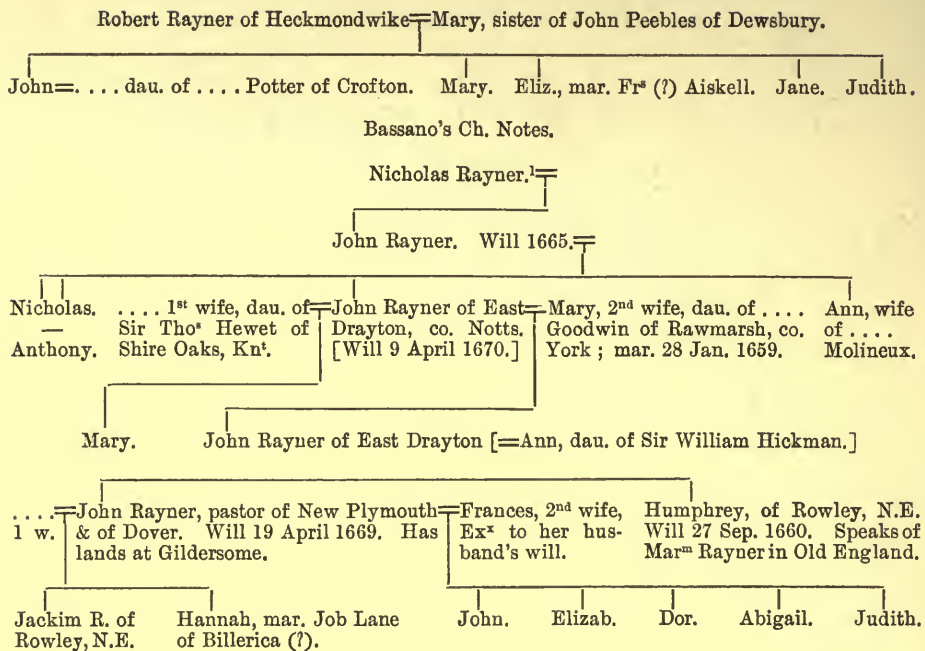 Robert Rayner of Heckmondwike=Mary, sister of John Peebles of Dewsbury.
John=. . . . dau. of . . . . Potter of Crofton. Mary. Eliz., mar. Frˢ (?) Aiskell. Jane. Judith.
Bassano's Ch. Notes.
Nicholas Rayner.¹=
John Rayner. Will 1665.=
Nicholas.
—
Anthony.
. . . . 1ˢᵗ wife, dau. of
Sir Thoˢ Hewet of
Shire Oaks, Knᵗ.
=John Rayner of East
Drayton, co. Notts.
[Will 9 April 1670.]
=Mary, 2ⁿᵈ wife, dau. of . . . .
Goodwin of Rawmarsh, co.
York ; mar. 28 Jan. 1659.
Ann, wife
of . . . .
Molineux.
Mary. John Rayner of East Drayton [=Ann, dau. of Sir William Hickman.]
. . . .
1 w.
=John Rayner, pastor of New Plymouth
& of Dover. Will 19 April 1669. Has
lands at Gildersome.
=Frances, 2ⁿᵈ wife,
Exˣ to her hus-
band's will.
Humphrey, of Rowley, N.E.
Will 27 Sep. 1660. Speaks of
Marᵐ Rayner in Old England.
Jackim R. of
Rowley, N.E.
Hannah, mar. Job Lane
of Billerica (?).
John. Elizab. Dor. Abigail. Judith.